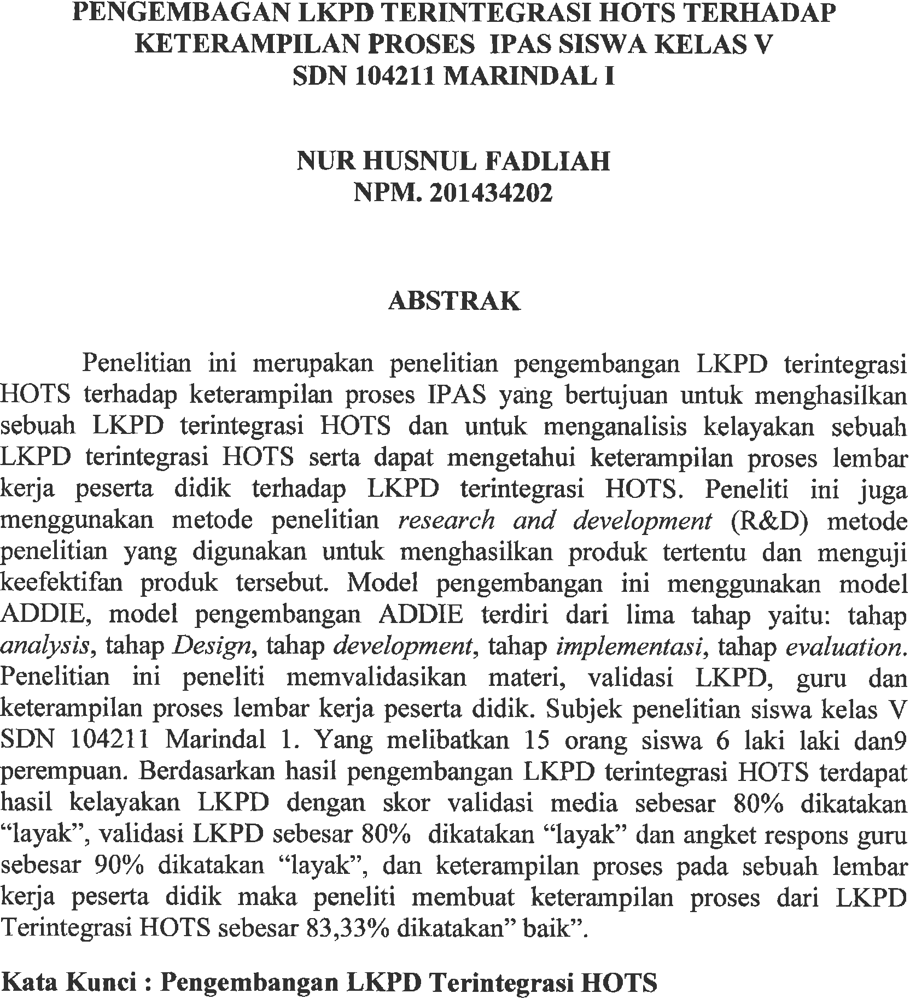 PENGEMBAGAN LKPD TERINTEGRASI HOTS TERHADAP
KETERAMPILAN PROSES IPAS SISWA KELAS V
SDN 104211 MARINDAL I
NUR HUSNUL FADLIAH
NPM. 201434202
ABSTRAK
Penelitian ini merupakan penelitian pengembangan LKPD terintegrasi
HOTS terhadap keterampilan proses IPAS yang bertujuan untuk menghasilkan
sebuah LKPD terintegrasi HOTS dan untuk menganalisis kelayakan sebuah
LKPD terintegrasi HOTS serta dapat mengetahui keterampilan proses lembar
kerja peserta didik terhadap LKPD terintegrasi HOTS. Peneliti ini juga
menggunakan metode penelitian research and development (R&D) metode
penelitian yang digunakan untuk menghasilkan produk tertentu dan menguji
keefektifan produk tersebut. Model pengembangan ini menggunakan model
ADDIE, model pengembangan ADDIE terdiri dari lima tahap yaitu: tahap
analysis, tahap Design, tahap development, tahap implementasi, tahap evaluation.
Penelitian ini peneliti memvalidasikan materi, validasi LKPD, guru dan
keterampilan proses lembar kerja peserta didik. Subjek penelitian siswa kelas V
SDN 104211 Marindal 1. Yang melibatkan 15 orang siswa 6 laki laki dan9
perempuan. Berdasarkan hasil pengembangan LKPD terintegrasi HOTS terdapat
hasil kelayakan LKPD dengan skor validasi media sebesar 80% dikatakan
“layak”, validasi LKPD sebesar 80% dikatakan “layak” dan angket respons guru
sebesar 90% dikatakan “layak”, dan keterampilan proses pada sebuah lembar
kerja peserta didik maka peneliti membuat keterampilan proses dari LKPD
Terintegrasi HOTS sebesar 83,33% dikatakan” baik”.
Kata Kunci : Pengembangan LKPD Terintegrasi HOTS